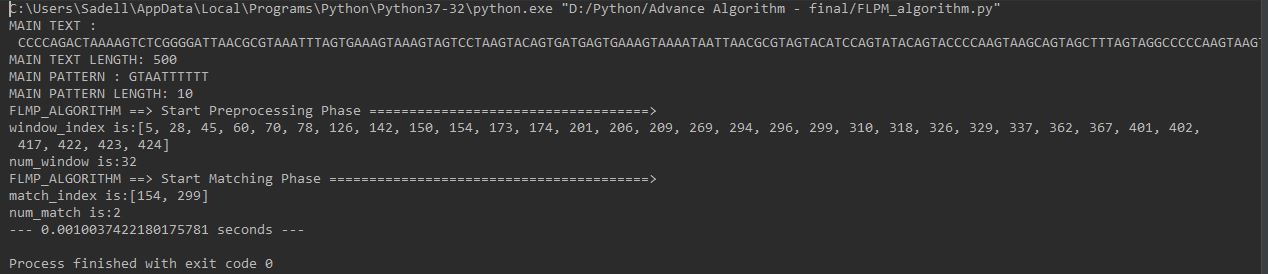 C:\Users\Sadell\AppData\Local\Programs\Python\Python37-32\python.exe "D:/Python/Advance Algorithm - final/FLPM_algorithm.py"
MAIN TEXT :
CCCCAGACTAAAAGTCTCGGGGATTAACGCGTAAATTTAGTGAAAGTAAAGTAGTCCTAAGTACAGTGATGAGTGAAAGTAAAATAATTAACGCGTAGTACATCCAGTATACAGTACCCCAAGTAAGCAGTAGCTTTAGTAGGCCCCCAAGTAAGT
MAIN TEXT LENGTH: 500
MAIN PATTERN : GTAATTTTTT
MAIN PATTERN LENGTH: 10
FLMP_ALGORITHM ==> Start Preprocessing Phase ==================================>
window_index is:[5, 28, 45, 60, 70, 78, 126, 142, 150, 154, 173, 174, 201, 206, 209, 269, 294, 296, 299, 310, 318, 326, 329, 337, 362, 367, 401, 402,
417, 422, 423, 424]
num_window is:32
FLMP_ALGORITHM ==> Start Matching Phase =======================================>
match_index is:[154, 299]
num_match is:2
--- 0.0010037422180175781 seconds ---
Process finished with exit code 0